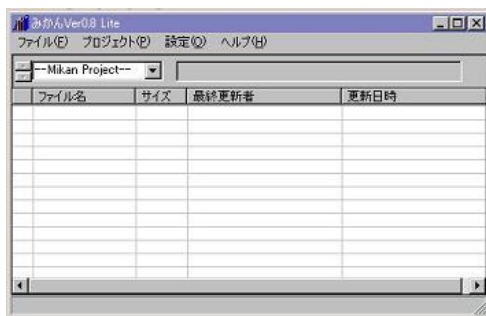 みかんVer0.8 Lite
ファイル(F) プロジェクト(P) 設定(O) ヘルプ(H)
--Mikan Project--
ファイル名 サイズ 最終更新者 更新日時